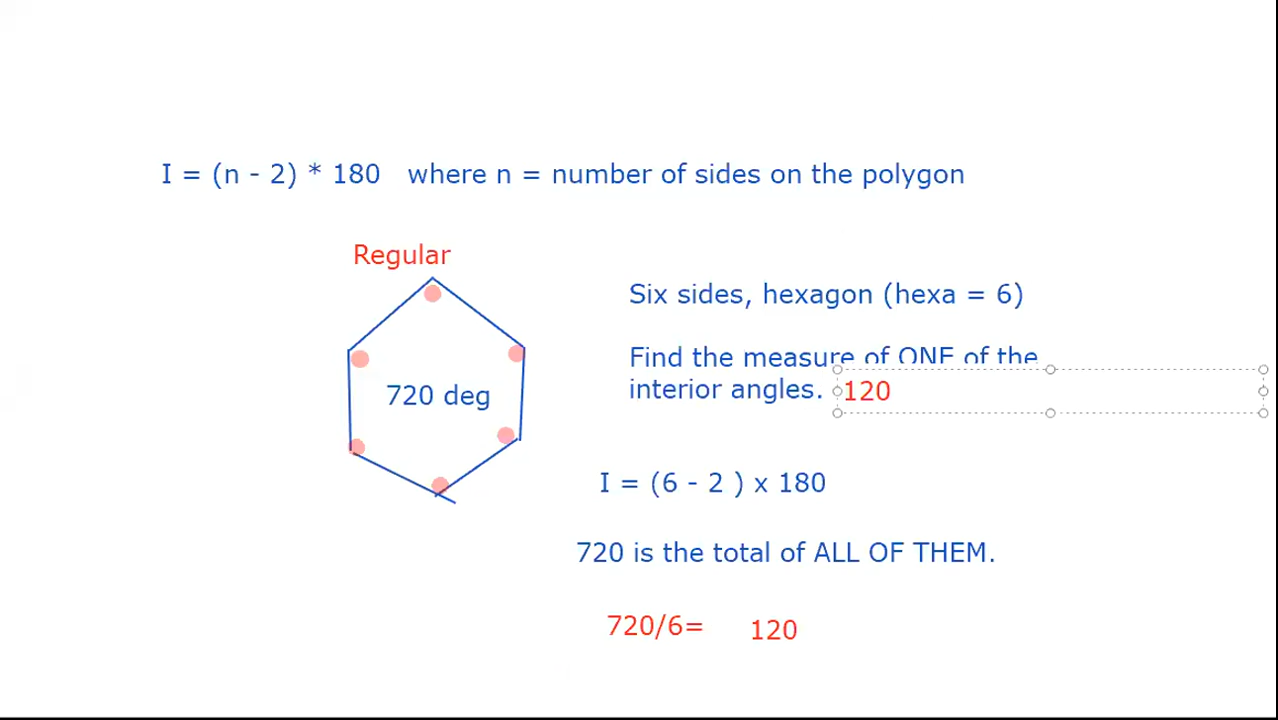 I = (n - 2) * 180 where n = number of sides on the polygon
Regular
Six sides, hexagon (hexa = 6)
Find the measure of ONE of the
interior angles. 120
720 deg
I = (6 - 2 ) x 180
720 is the total of ALL OF THEM.
720/6= 120